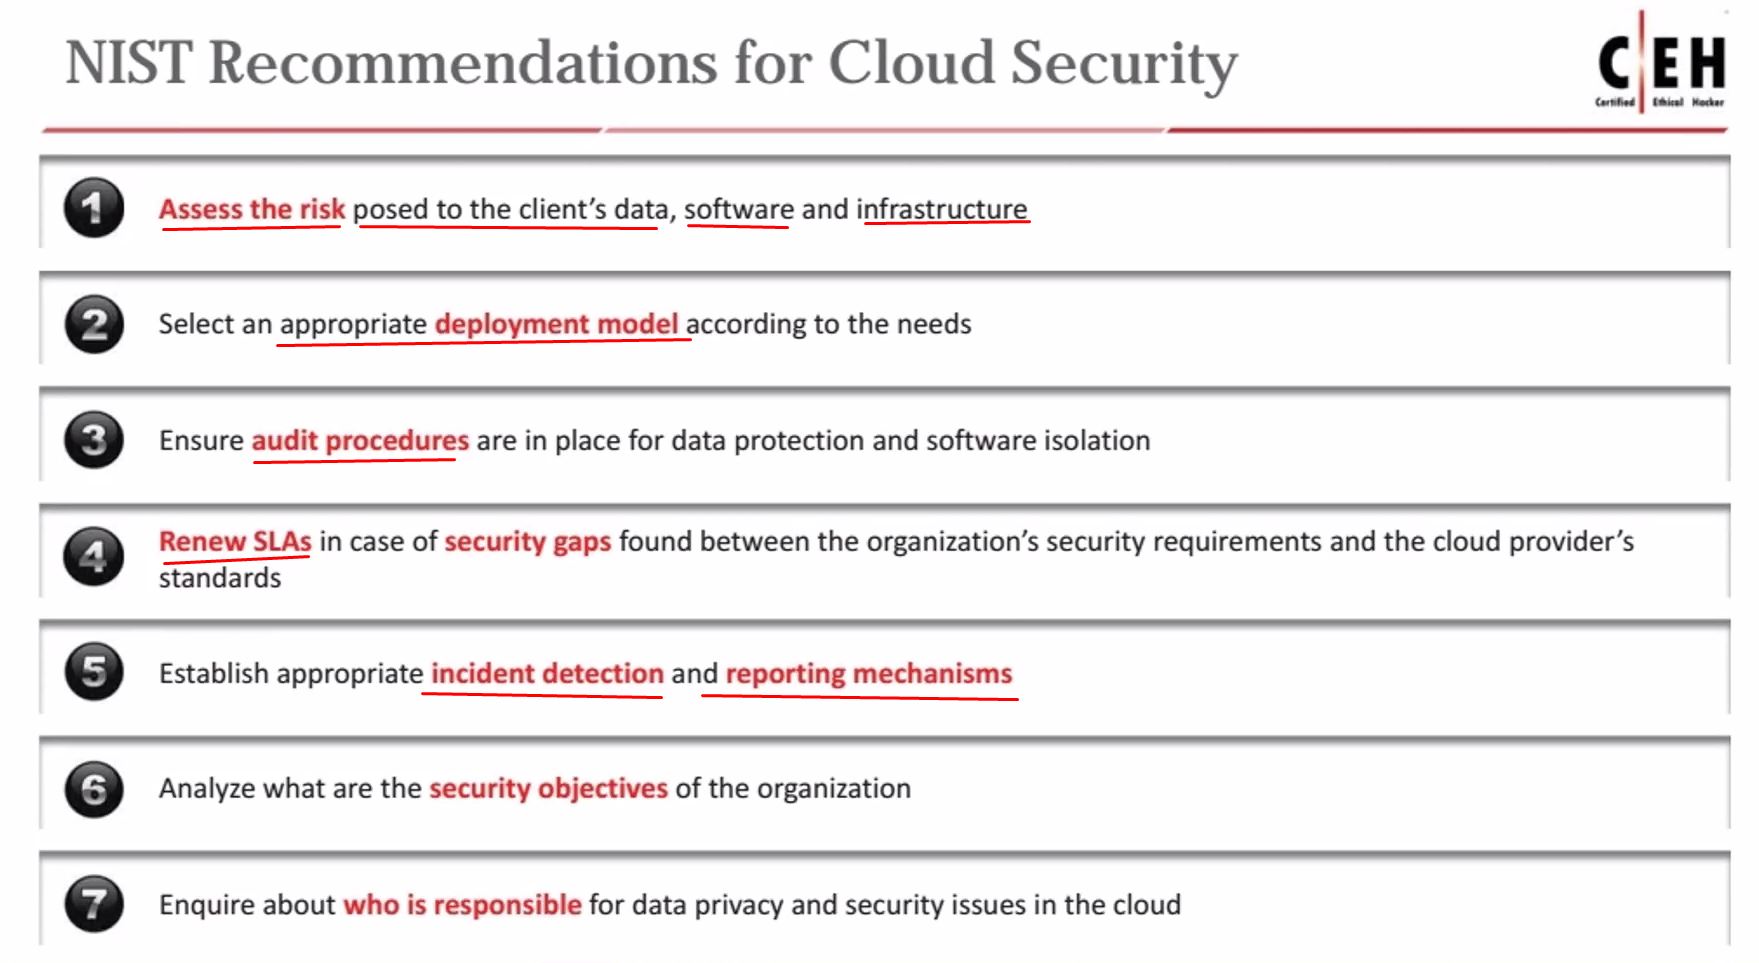 NIST Recommendations for Cloud Security
C|EH
Certified Ethical Hacker
1 Assess the risk posed to the client's data, software and infrastructure
2 Select an appropriate deployment model according to the needs
3 Ensure audit procedures are in place for data protection and software isolation
4 Renew SLAs in case of security gaps found between the organization's security requirements and the cloud provider's
standards
5 Establish appropriate incident detection and reporting mechanisms
6 Analyze what are the security objectives of the organization
7 Enquire about who is responsible for data privacy and security issues in the cloud